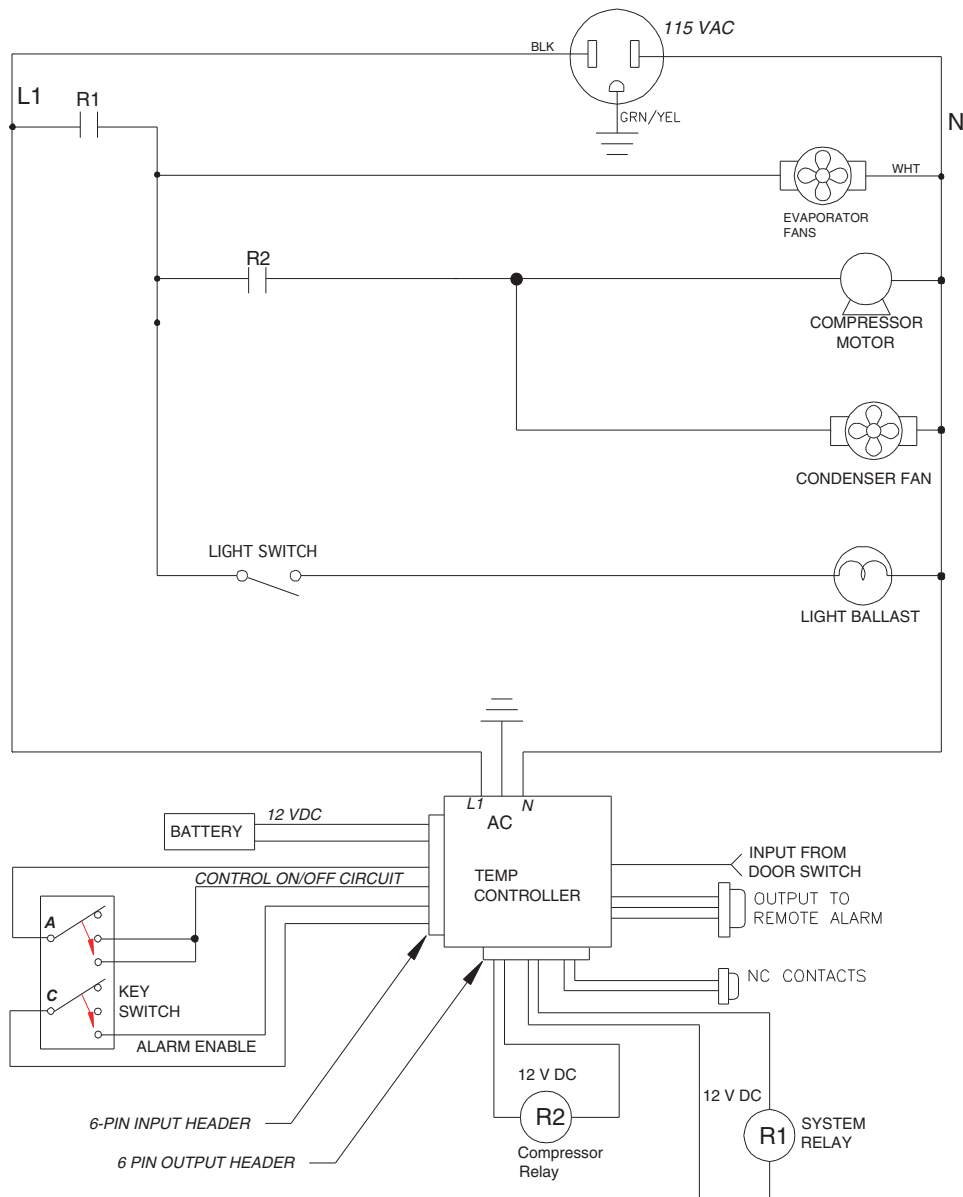 115 VAC
BLK
L1
R1
GRN/YEL
N
WHT
EVAPORATOR
FANS
R2
COMPRESSOR
MOTOR
CONDENSER FAN
LIGHT SWITCH
LIGHT BALLAST
L1
N
AC
12 VDC
BATTERY
TEMP
CONTROLLER
INPUT FROM
DOOR SWITCH
CONTROL ON/OFF CIRCUIT
OUTPUT TO
REMOTE ALARM
A
C
KEY
SWITCH
NC CONTACTS
ALARM ENABLE
12 V DC
12 V DC
6-PIN INPUT HEADER
R2
R1
SYSTEM
RELAY
Compressor
Relay
6 PIN OUTPUT HEADER